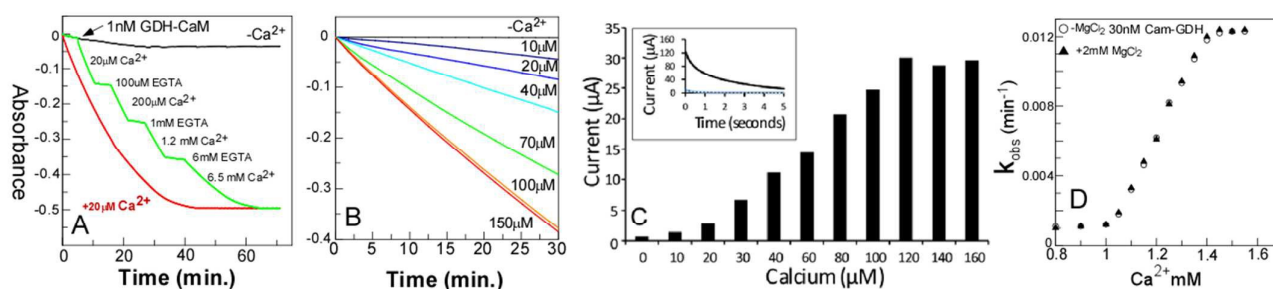 1nM GDH-CaM
-Ca²⁺
20µM Ca²⁺
100uM EGTA
200µM Ca²⁺
1mM EGTA
1.2 mM Ca²⁺
6mM EGTA
6.5 mM Ca²⁺
+20µM Ca²⁺
A
Absorbance
0
-0.1
-0.2
-0.3
-0.4
-0.5
0 20 40 60
Time (min.)
-Ca²⁺
10µM
20µM
40µM
70µM
100µM
150µM
B
0
-0.1
-0.2
-0.3
-0.4
0 5 10 15 20 25 30
Time (min.)
C
Current (µA)
35
30
25
20
15
10
5
0
0 10 20 30 40 60 80 100 120 140 160
Calcium (µM)
Current (µA)
160
120
80
40
0
0 1 2 3 4 5
Time (seconds)
-MgCl₂ 30nM Cam-GDH
+2mM MgCl₂
D
kobs (min⁻¹)
0.012
0.008
0.004
0
0.8 1 1.2 1.4 1.6
Ca²⁺mM